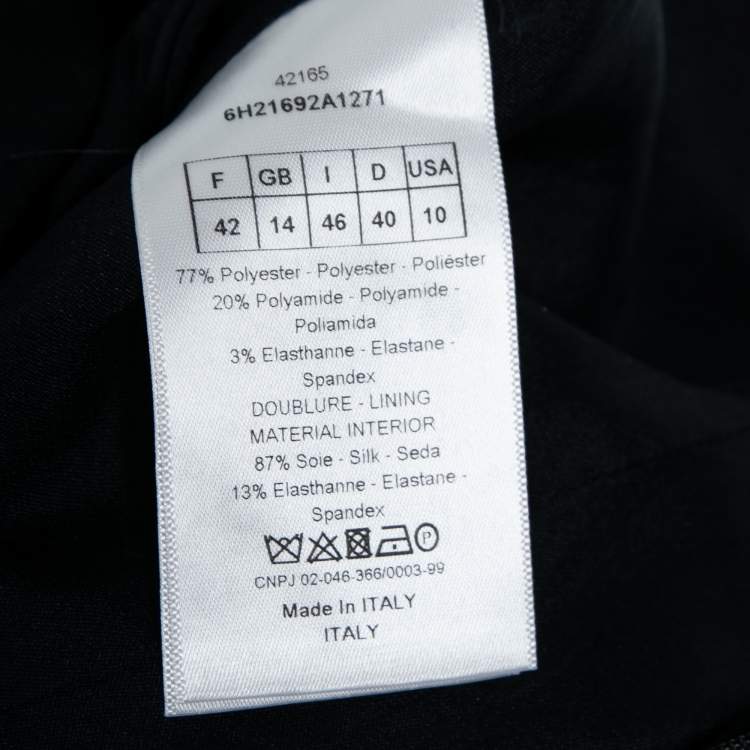 42165
6H21692A1271
F GB I D USA
42 14 46 40 10
77% Polyester - Polyester - Poliéster
20% Polyamide - Polyamide -
Poliamida
3% Elasthanne - Elastane -
Spandex
DOUBLURE - LINING
MATERIAL INTERIOR
87% Soie - Silk - Seda
13% Elasthanne - Elastane -
Spandex
P
CNPJ 02-046-366/0003-99
Made In ITALY
ITALY